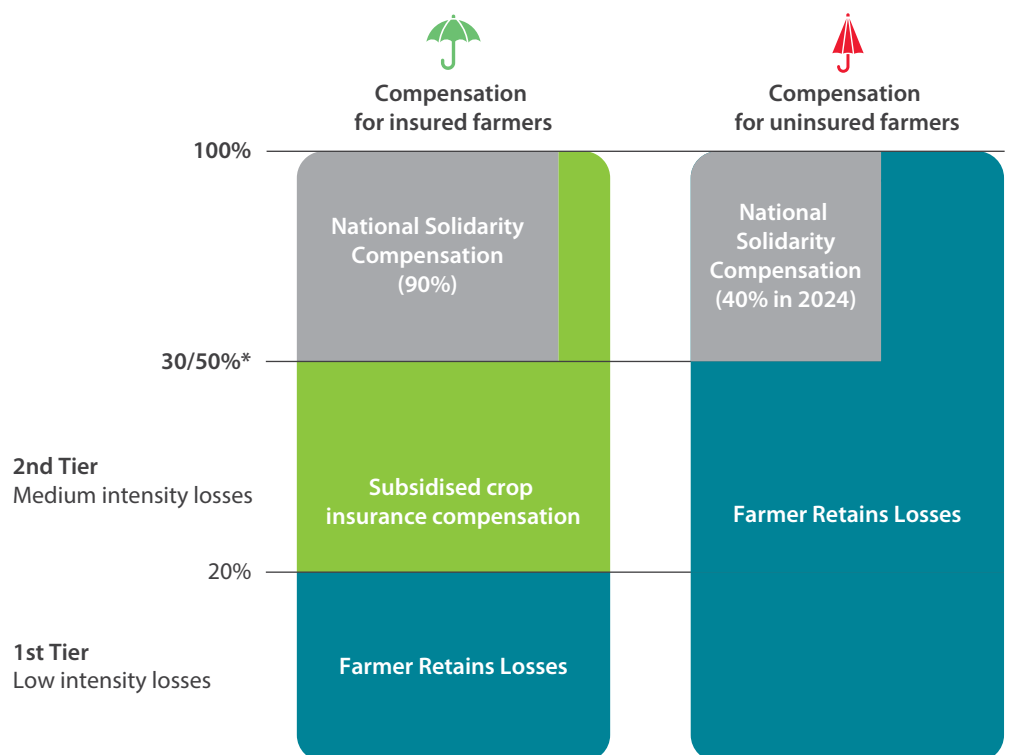 Compensation
for insured farmers
Compensation
for uninsured farmers
100%
National Solidarity
Compensation
(90%)
National
Solidarity
Compensation
(40% in 2024)
30/50%*
2nd Tier
Medium intensity losses
Subsidised crop
insurance compensation
Farmer Retains Losses
20%
1st Tier
Low intensity losses
Farmer Retains Losses